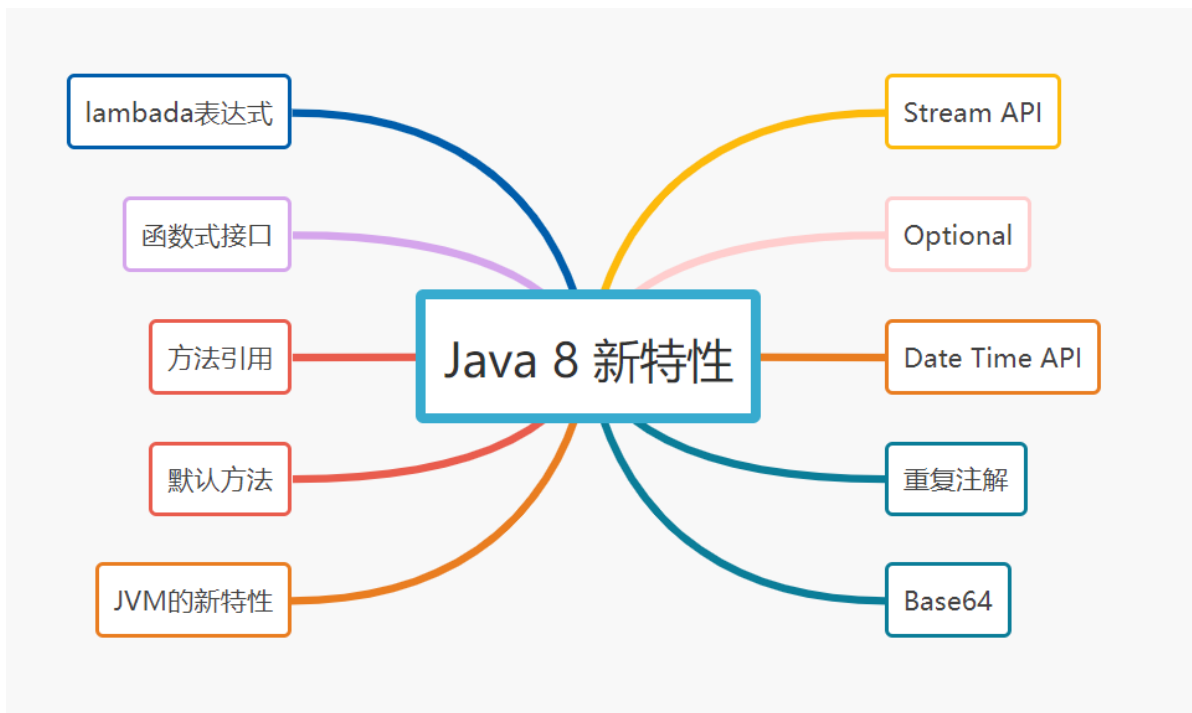 lambada表达式
函数式接口
方法引用
默认方法
JVM的新特性
Java 8 新特性
Stream API
Optional
Date Time API
重复注解
Base64